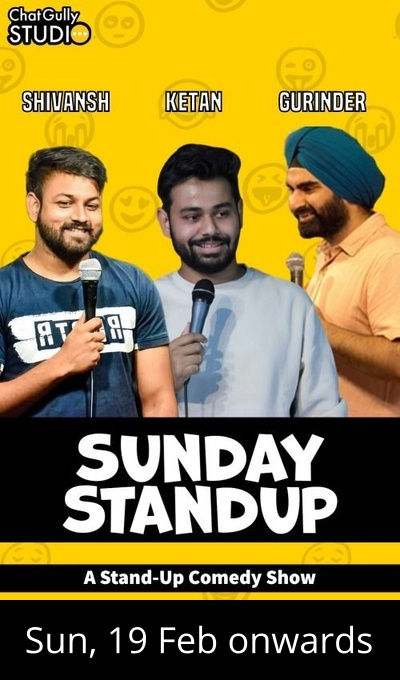 ChatGully
STUDIO
SHIVANSH KETAN GURINDER
SUNDAY
STANDUP
A Stand-Up Comedy Show
Sun, 19 Feb onwards